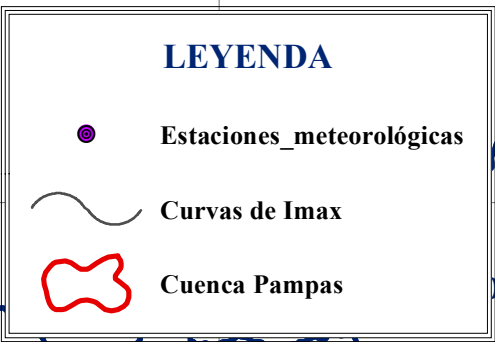 LEYENDA
Estaciones_meteorológicas
Curvas de Imax
Cuenca Pampas